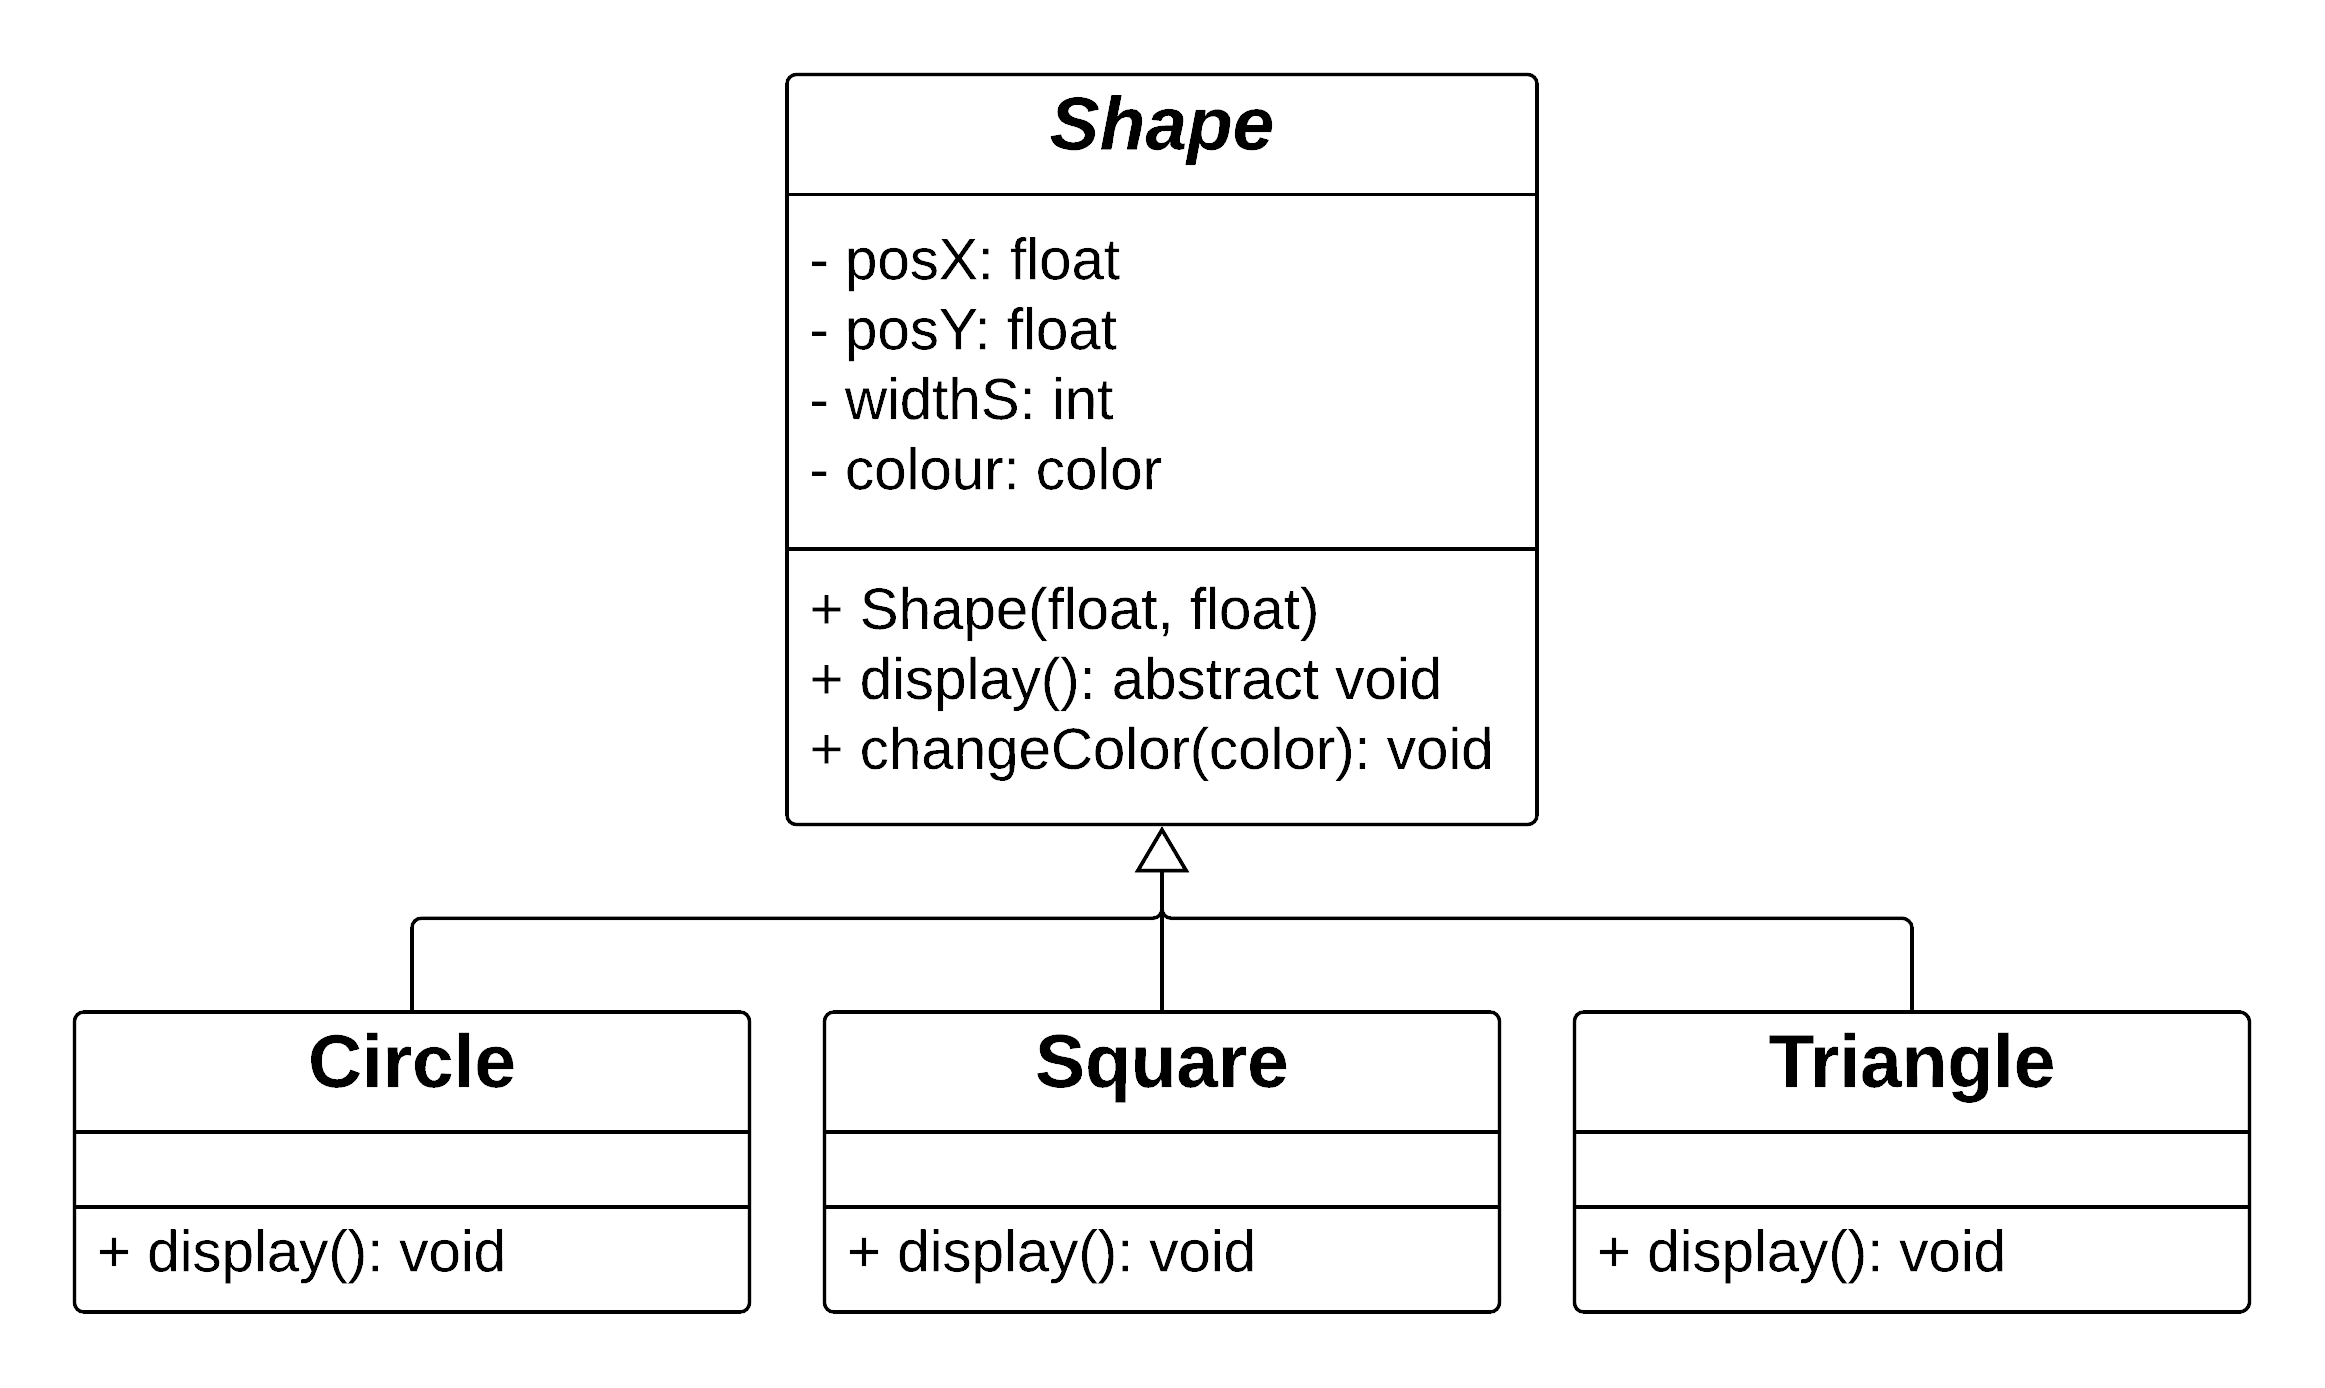 Shape
- posX: float
- posY: float
- widthS: int
- colour: color
+ Shape(float, float)
+ display(): abstract void
+ changeColor(color): void
Circle
+ display(): void
Square
+ display(): void
Triangle
+ display(): void